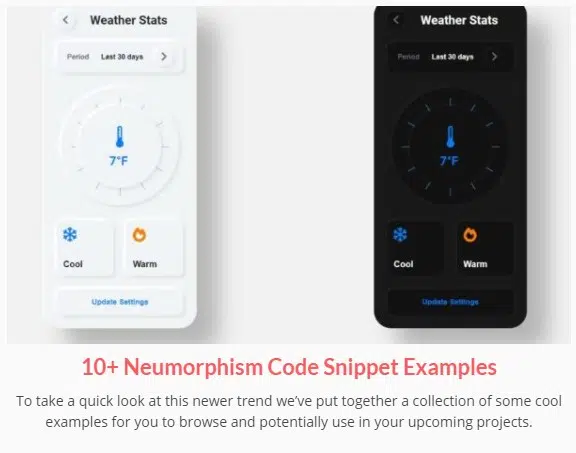 Weather Stats
Period Last 30 days
7°F
Cool Warm
Update Settings
Weather Stats
Period Last 30 days
7°F
Cool Warm
Update Settings
10+ Neumorphism Code Snippet Examples
To take a quick look at this newer trend we’ve put together a collection of some cool
examples for you to browse and potentially use in your upcoming projects.